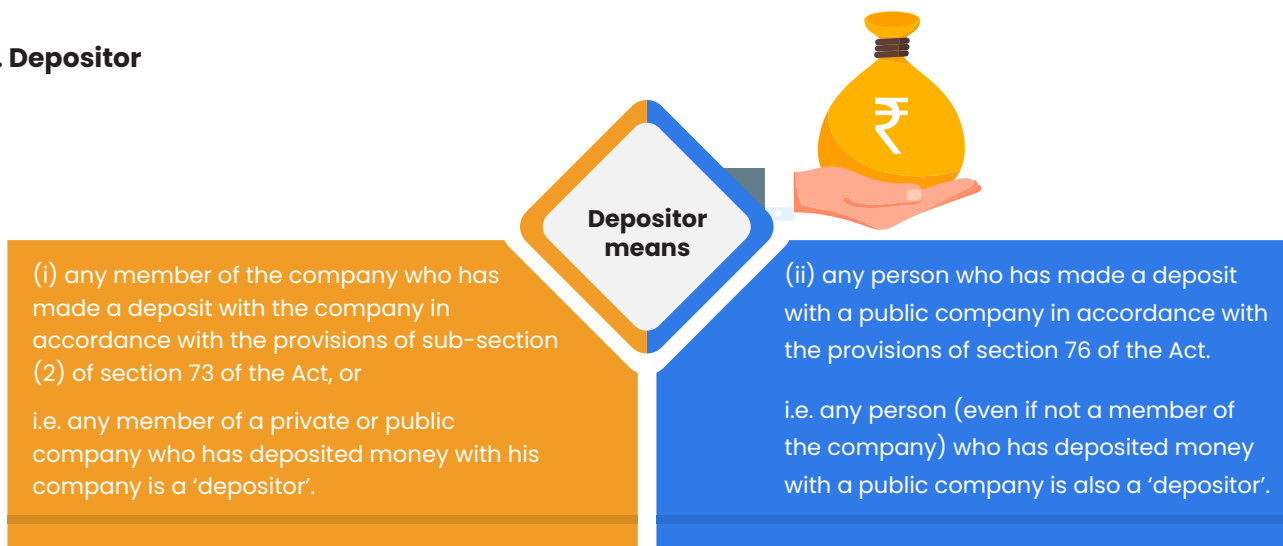 . Depositor
₹
Depositor
means
(i) any member of the company who has
made a deposit with the company in
accordance with the provisions of sub-section
(2) of section 73 of the Act, or
i.e. any member of a private or public
company who has deposited money with his
company is a ‘depositor’.
(ii) any person who has made a deposit
with a public company in accordance with
the provisions of section 76 of the Act.
i.e. any person (even if not a member of
the company) who has deposited money
with a public company is also a ‘depositor’.